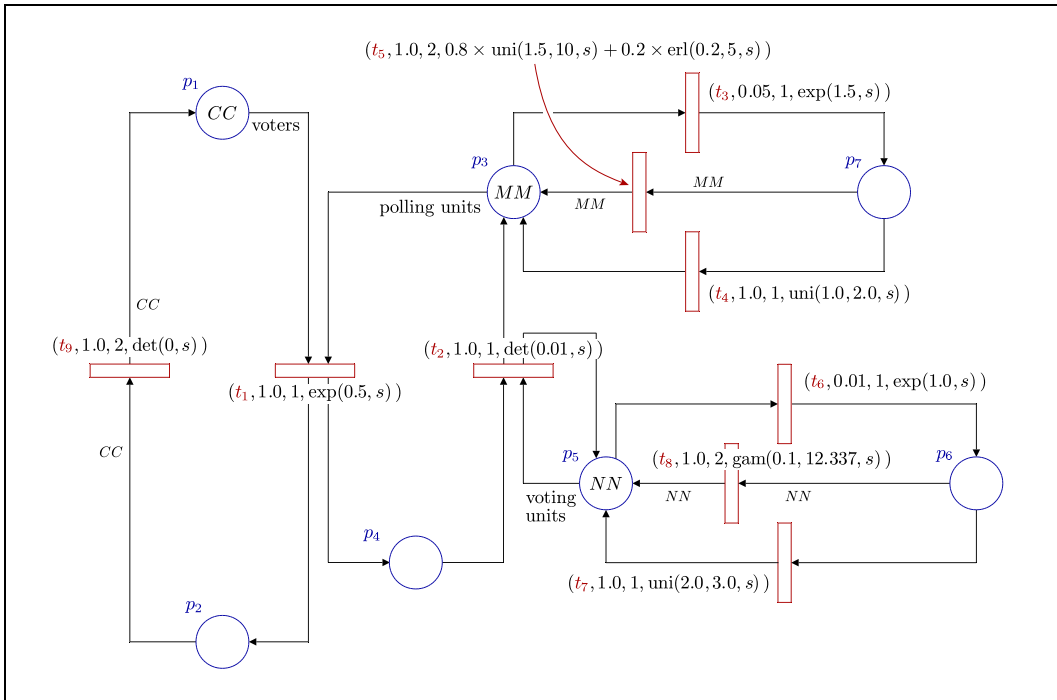 (t₅, 1.0, 2, 0.8 × uni(1.5, 10, s) + 0.2 × erl(0.2, 5, s) )
p₁
CC
voters
(t₃, 0.05, 1, exp(1.5, s) )
p₃
MM
polling units
MM
MM
p₇
(t₄, 1.0, 1, uni(1.0, 2.0, s) )
CC
(t₉, 1.0, 2, det(0, s) )
(t₂, 1.0, 1, det(0.01, s) )
(t₁, 1.0, 1, exp(0.5, s) )
(t₆, 0.01, 1, exp(1.0, s) )
CC
p₅
NN
(t₈, 1.0, 2, gam(0.1, 12.337, s) )
NN
NN
p₆
voting
units
p₄
(t₇, 1.0, 1, uni(2.0, 3.0, s) )
p₂